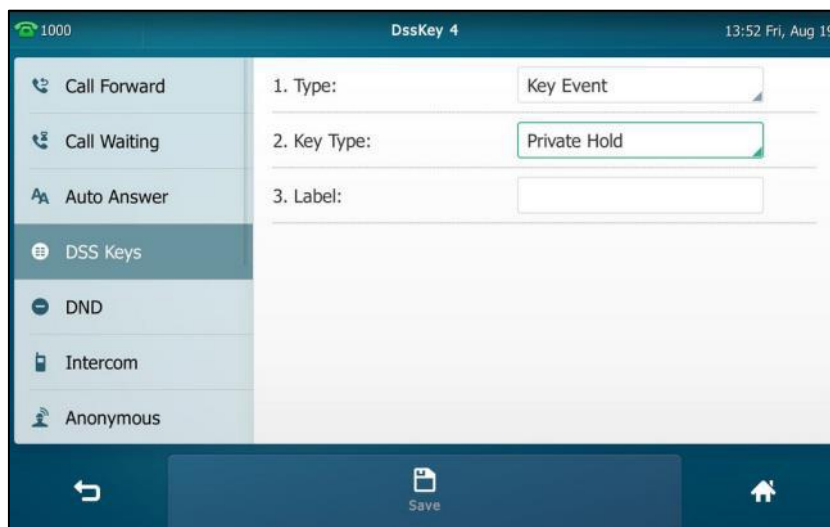 1000 DssKey 4 13:52 Fri, Aug 19
Call Forward
Call Waiting
Auto Answer
DSS Keys
DND
Intercom
Anonymous
1. Type: Key Event
2. Key Type: Private Hold
3. Label:
Save